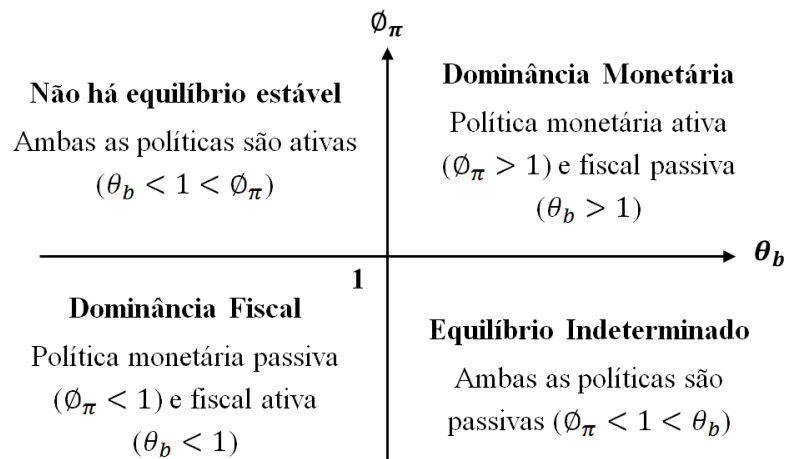 ∅π
Não há equilíbrio estável
Ambas as políticas são ativas
(θb < 1 < ∅π)
Dominância Monetária
Política monetária ativa
(∅π > 1) e fiscal passiva
(θb > 1)
θb
1
Dominância Fiscal
Política monetária passiva
(∅π < 1) e fiscal ativa
(θb < 1)
Equilíbrio Indeterminado
Ambas as políticas são
passivas (∅π < 1 < θb)